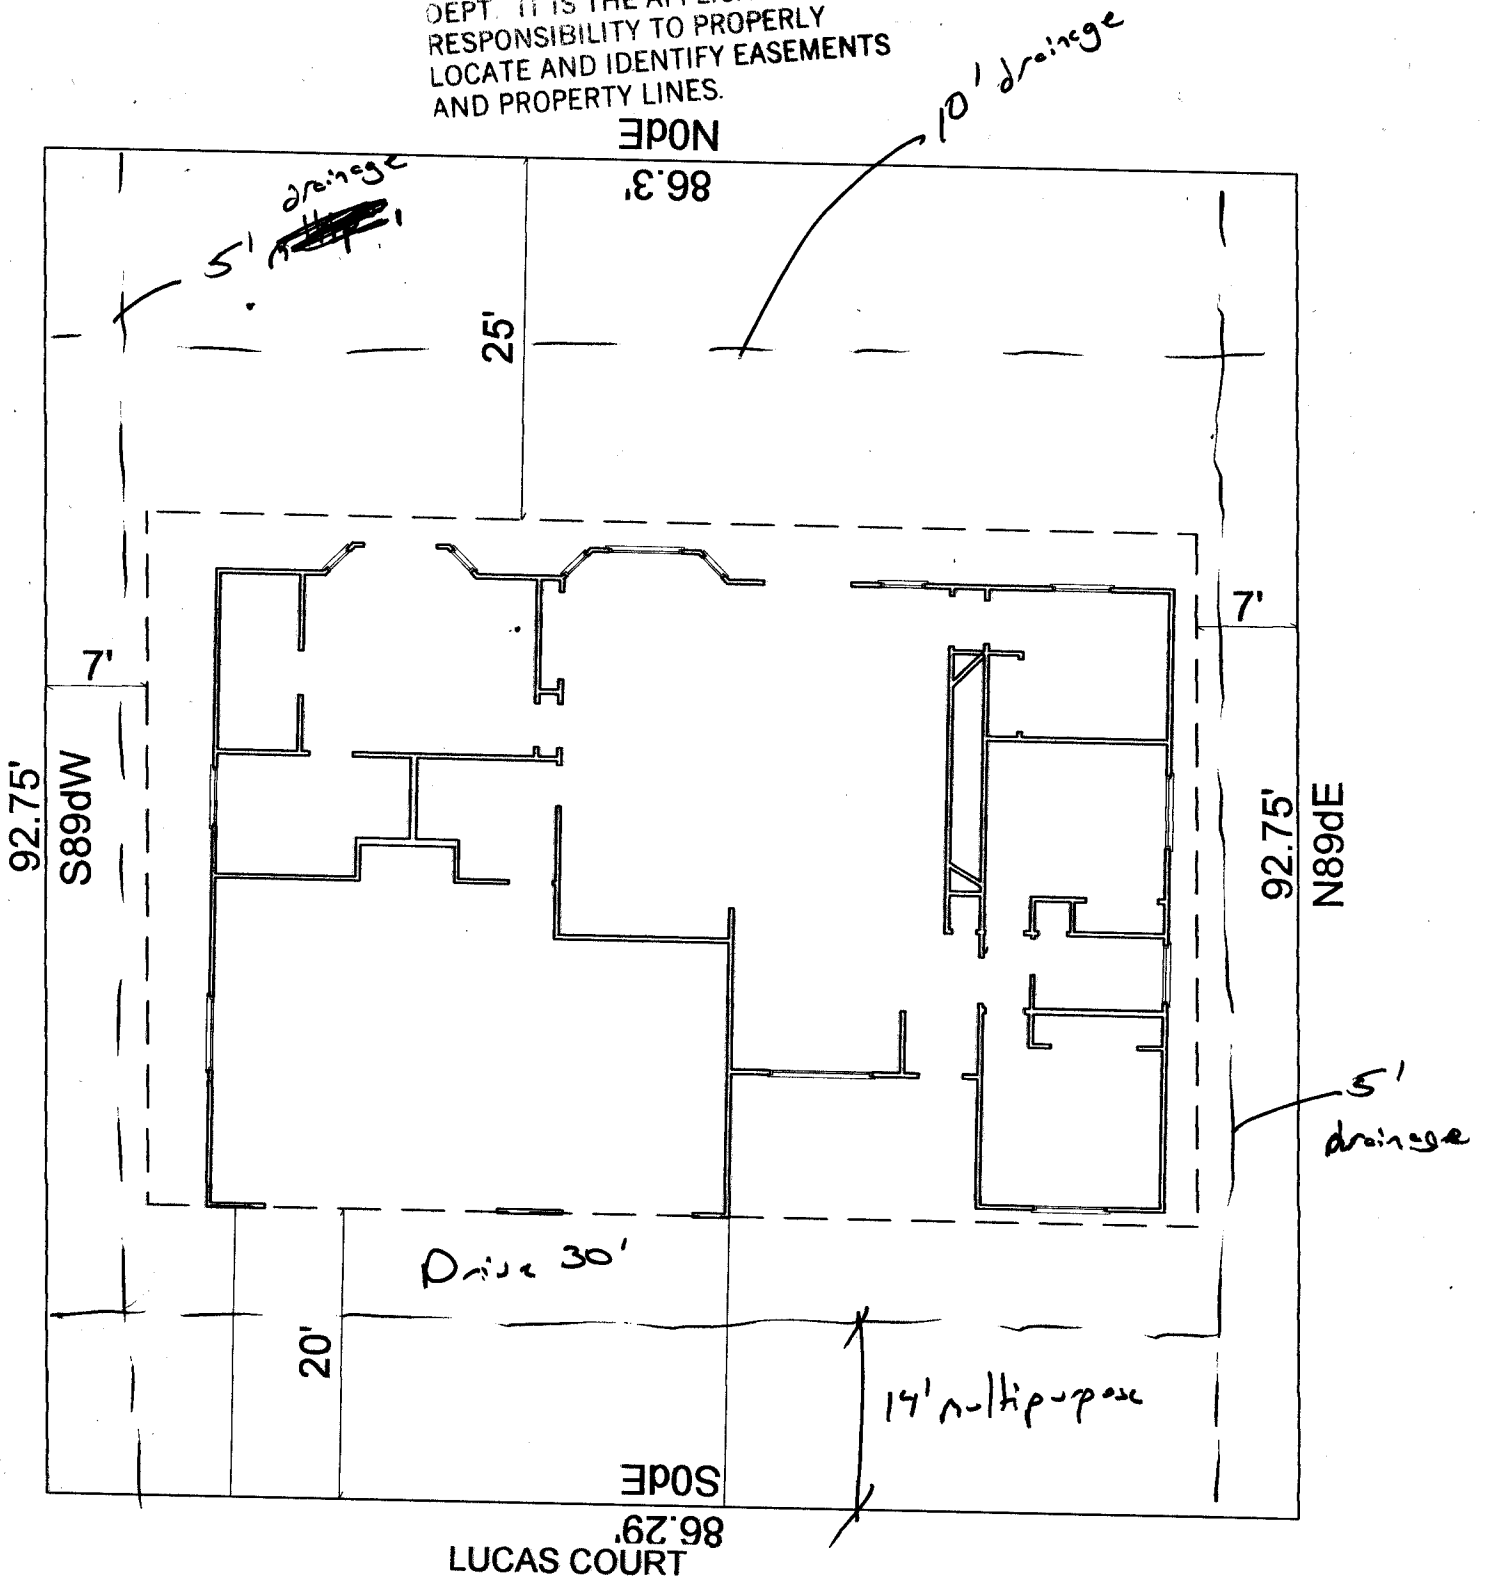 DEPT. IT IS THE
RESPONSIBILITY TO PROPERLY
LOCATE AND IDENTIFY EASEMENTS
AND PROPERTY LINES.
10' drainage
N0dE
86.3'
drainage
5'
25'
7'
7'
92.75'
S89dW
92.75'
N89dE
5'
drainage
Drive 30'
20'
14' multipurpose
S0dE
86.29'
LUCAS COURT